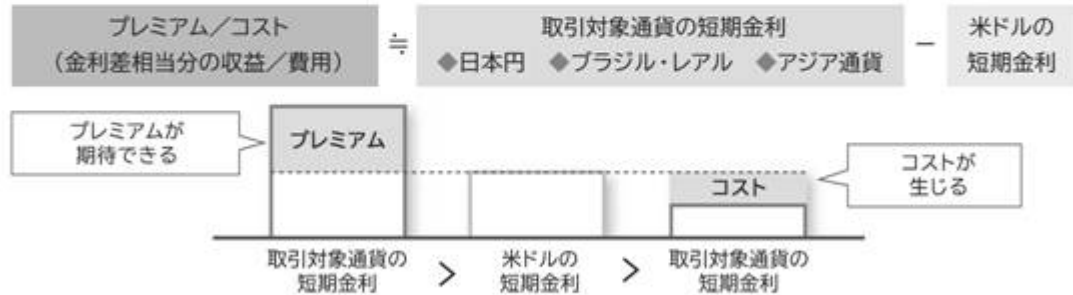 プレミアム／コスト
（金利差相当分の収益／費用）
≒
取引対象通貨の短期金利
◆日本円 ◆ブラジル・レアル ◆アジア通貨
－
米ドルの
短期金利
プレミアムが
期待できる
プレミアム
コスト
コストが
生じる
取引対象通貨の
短期金利
>
米ドルの
短期金利
>
取引対象通貨の
短期金利